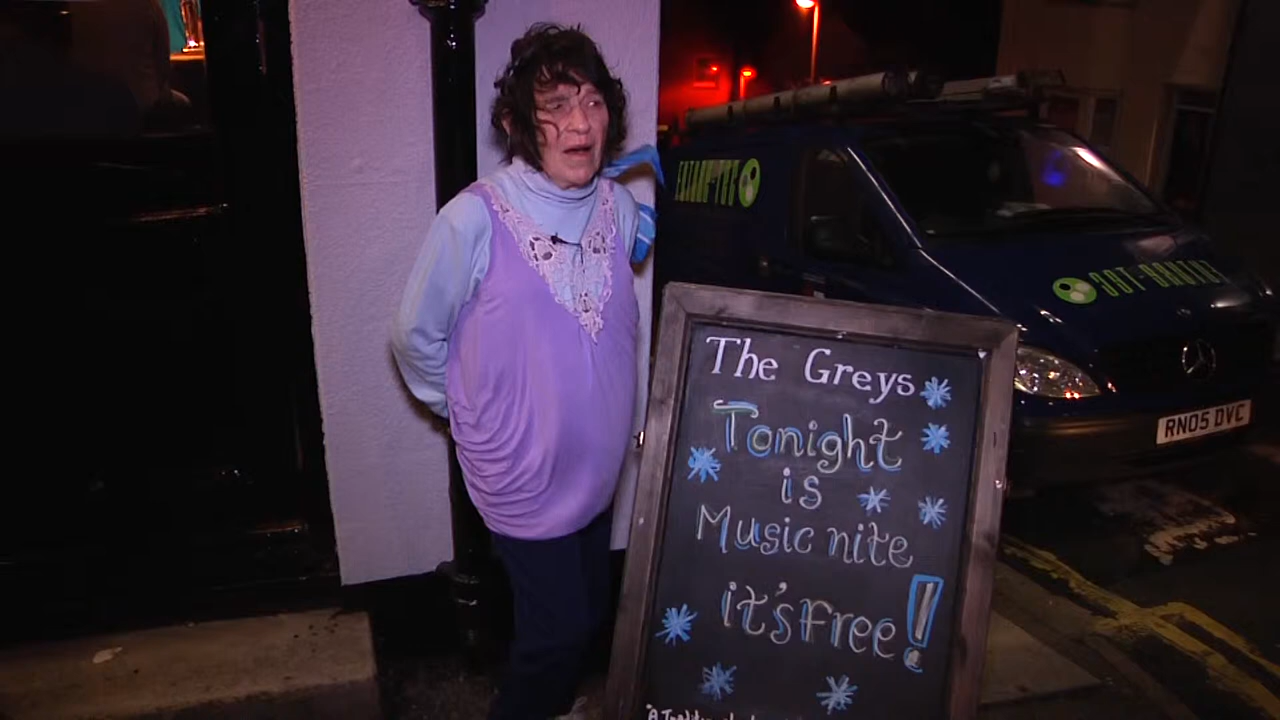 The Greys
Tonight
is
Music nite
it's Free!
RN05 DVC